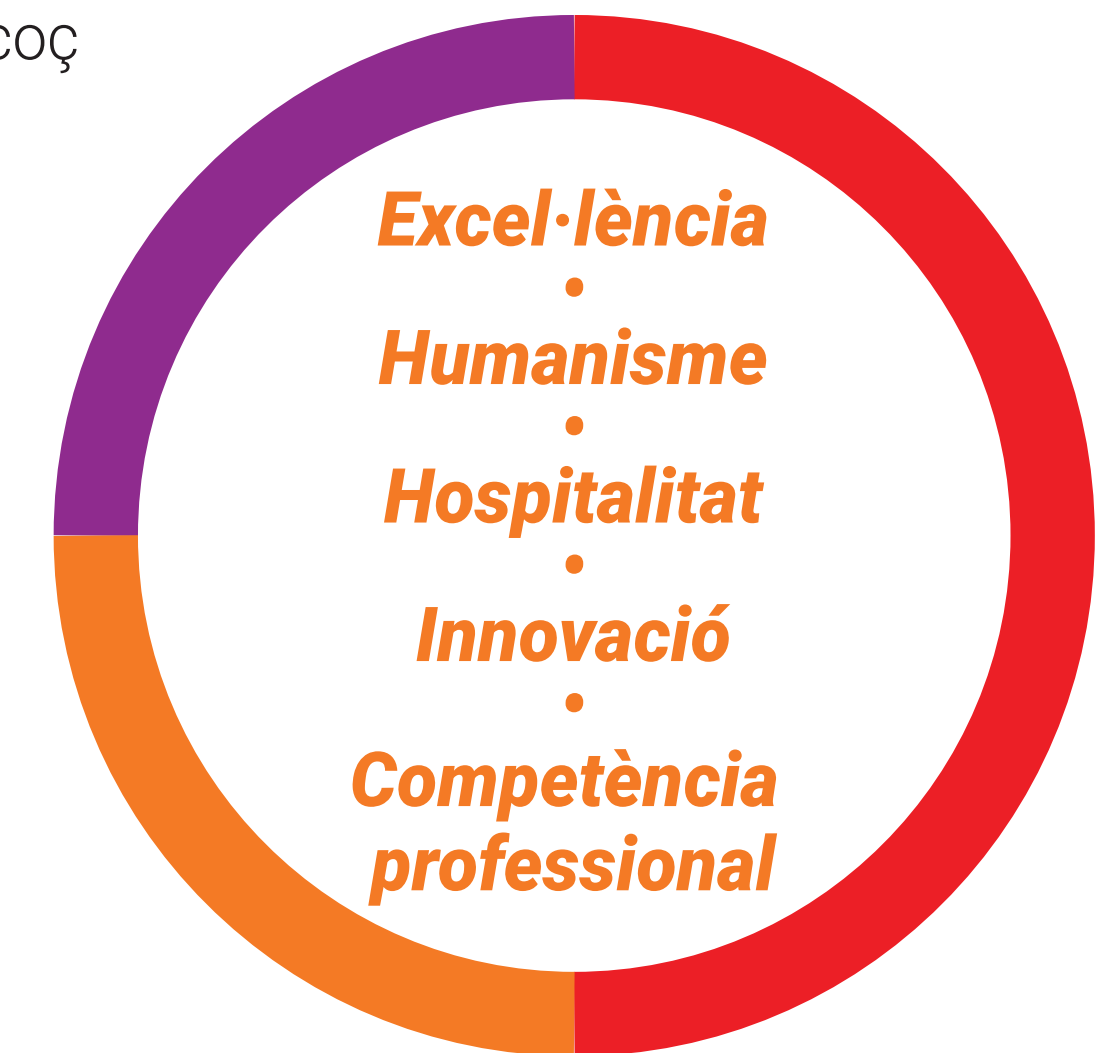 Excel·lència
•
Humanisme
•
Hospitalitat
•
Innovació
•
Competència
professional